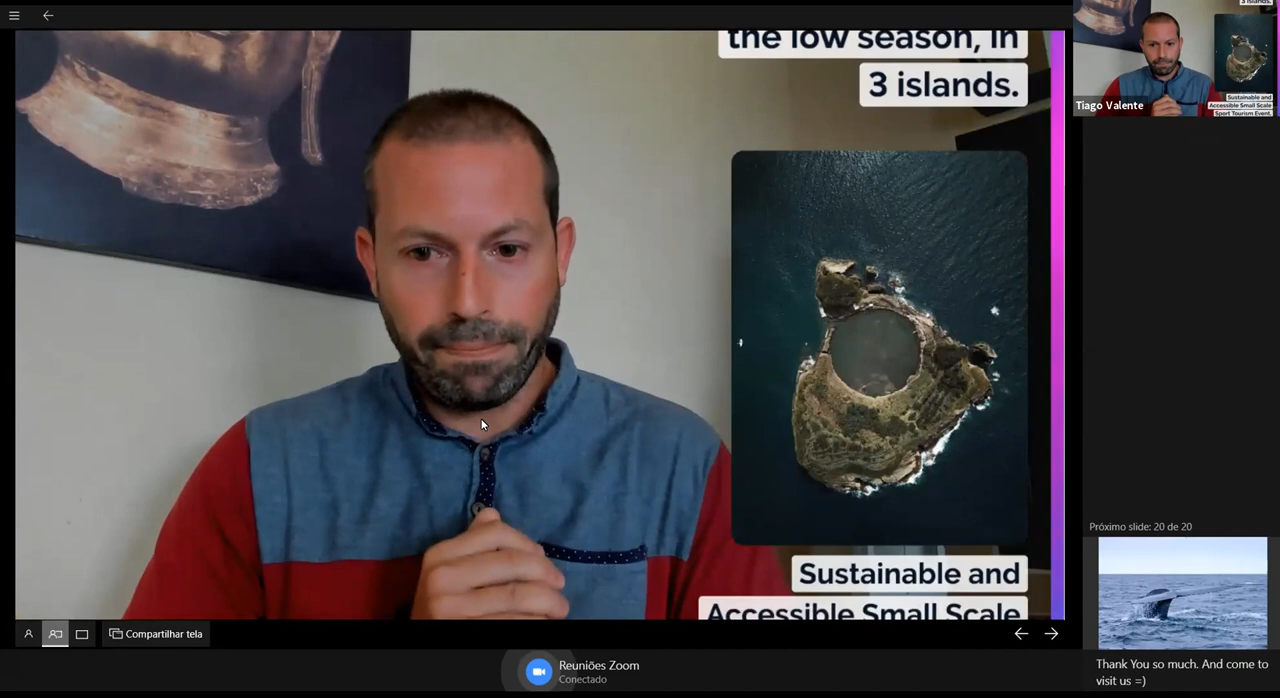 the low season, in
3 islands.
Sustainable and
Accessible Small Scale
Compartilhar tela
Reuniões Zoom
Conectado
3 islands.
Tiago Valente
Sustainable and
Accessible Small Scale
Sport Tourism Event.
Próximo slide: 20 de 20
Thank You so much. And come to
visit us =)